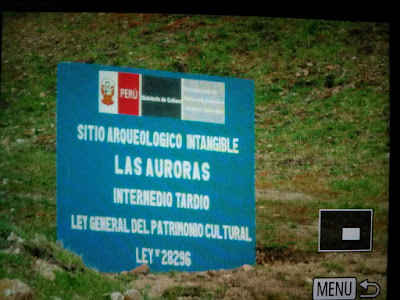 PERÚ
Ministerio de Cultura
SITIO ARQUEOLOGICO INTANGIBLE
LAS AURORAS
INTERMEDIO TARDIO
LEY GENERAL DEL PATRIMONIO CULTURAL
LEY Nº 28296
MENU